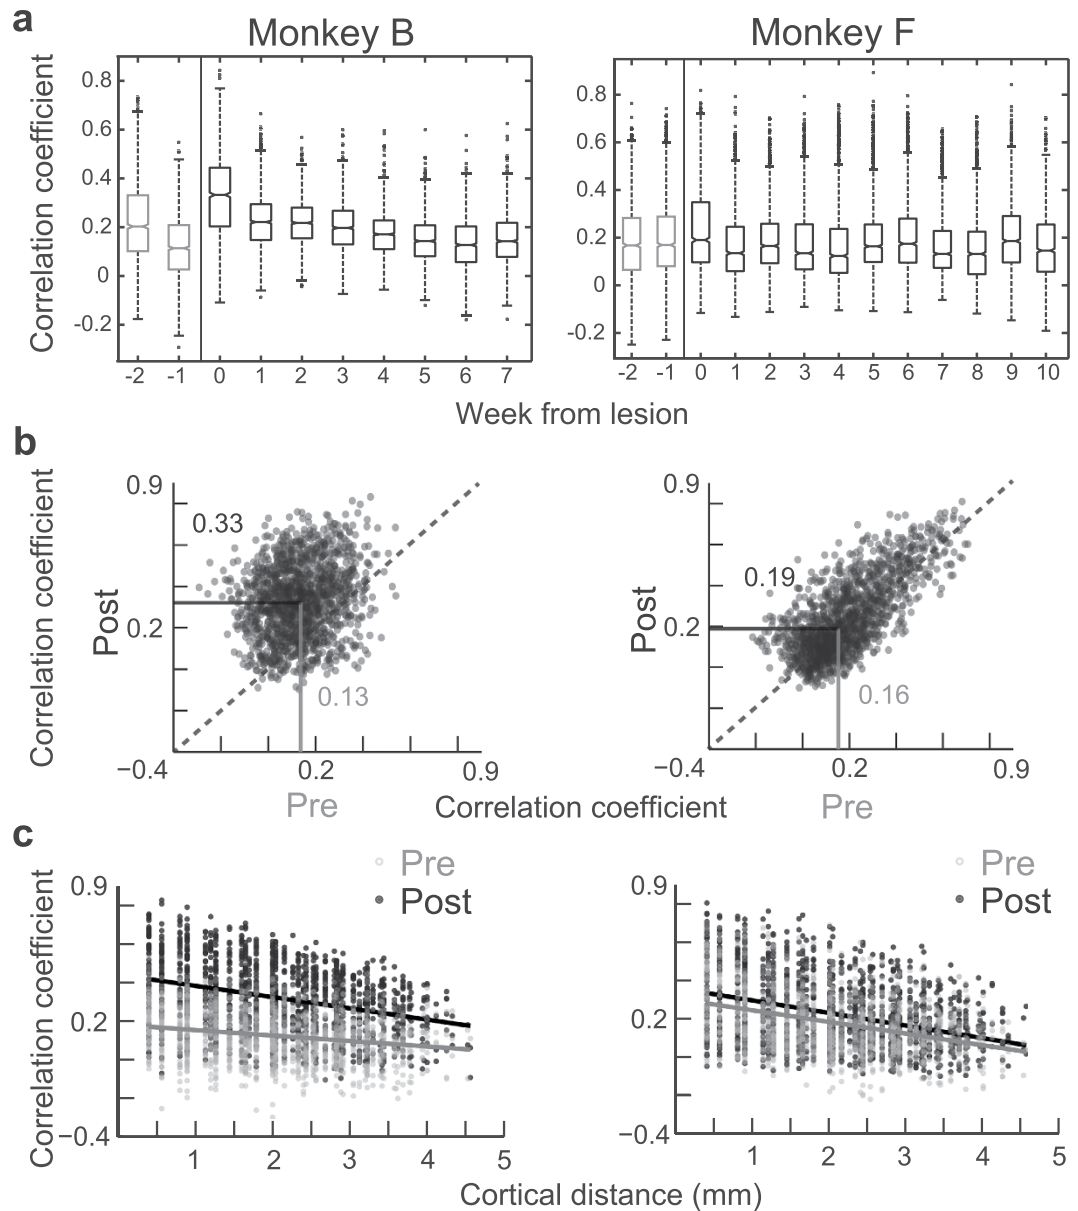 a
Monkey B
Monkey F
Correlation coefficient
0.8
0.6
0.4
0.2
0
-0.2
-2 -1 0 1 2 3 4 5 6 7
0.8
0.6
0.4
0.2
0
-0.2
-2 -1 0 1 2 3 4 5 6 7 8 9 10
Week from lesion
b
Correlation coefficient
Post
0.9
0.33
0.2
0.13
−0.4 0.2 0.9
Pre
Post
0.9
0.19
0.2
0.16
−0.4 0.2 0.9
Pre
Correlation coefficient
c
Correlation coefficient
Pre
Post
0.9
0.2
−0.4
1 2 3 4 5
Pre
Post
0.9
0.2
−0.4
1 2 3 4 5
Cortical distance (mm)